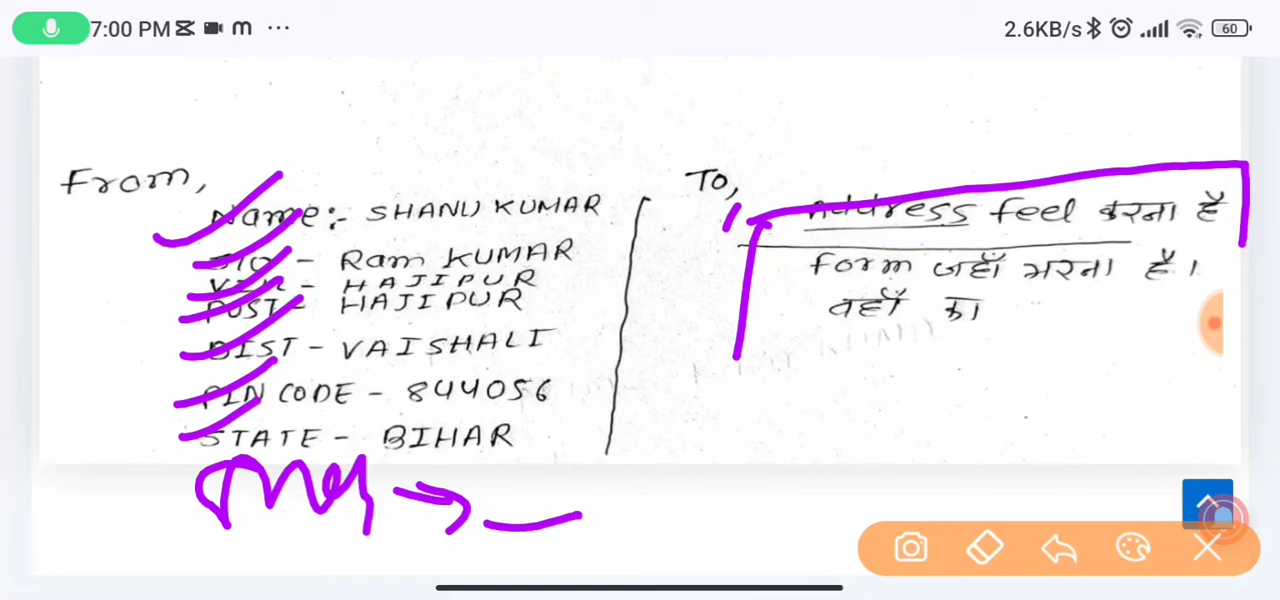 7:00 PM m ...
2.6KB/s 60
From,
Name:- SHANU KUMAR
S/O - Ram KUMAR
VILL - HAJIPUR
POST - HAJIPUR
DIST - VAISHALI
PIN CODE - 844056
STATE - BIHAR
To,
Address feel करना है
form जहाँ भरना है।
वहाँ का